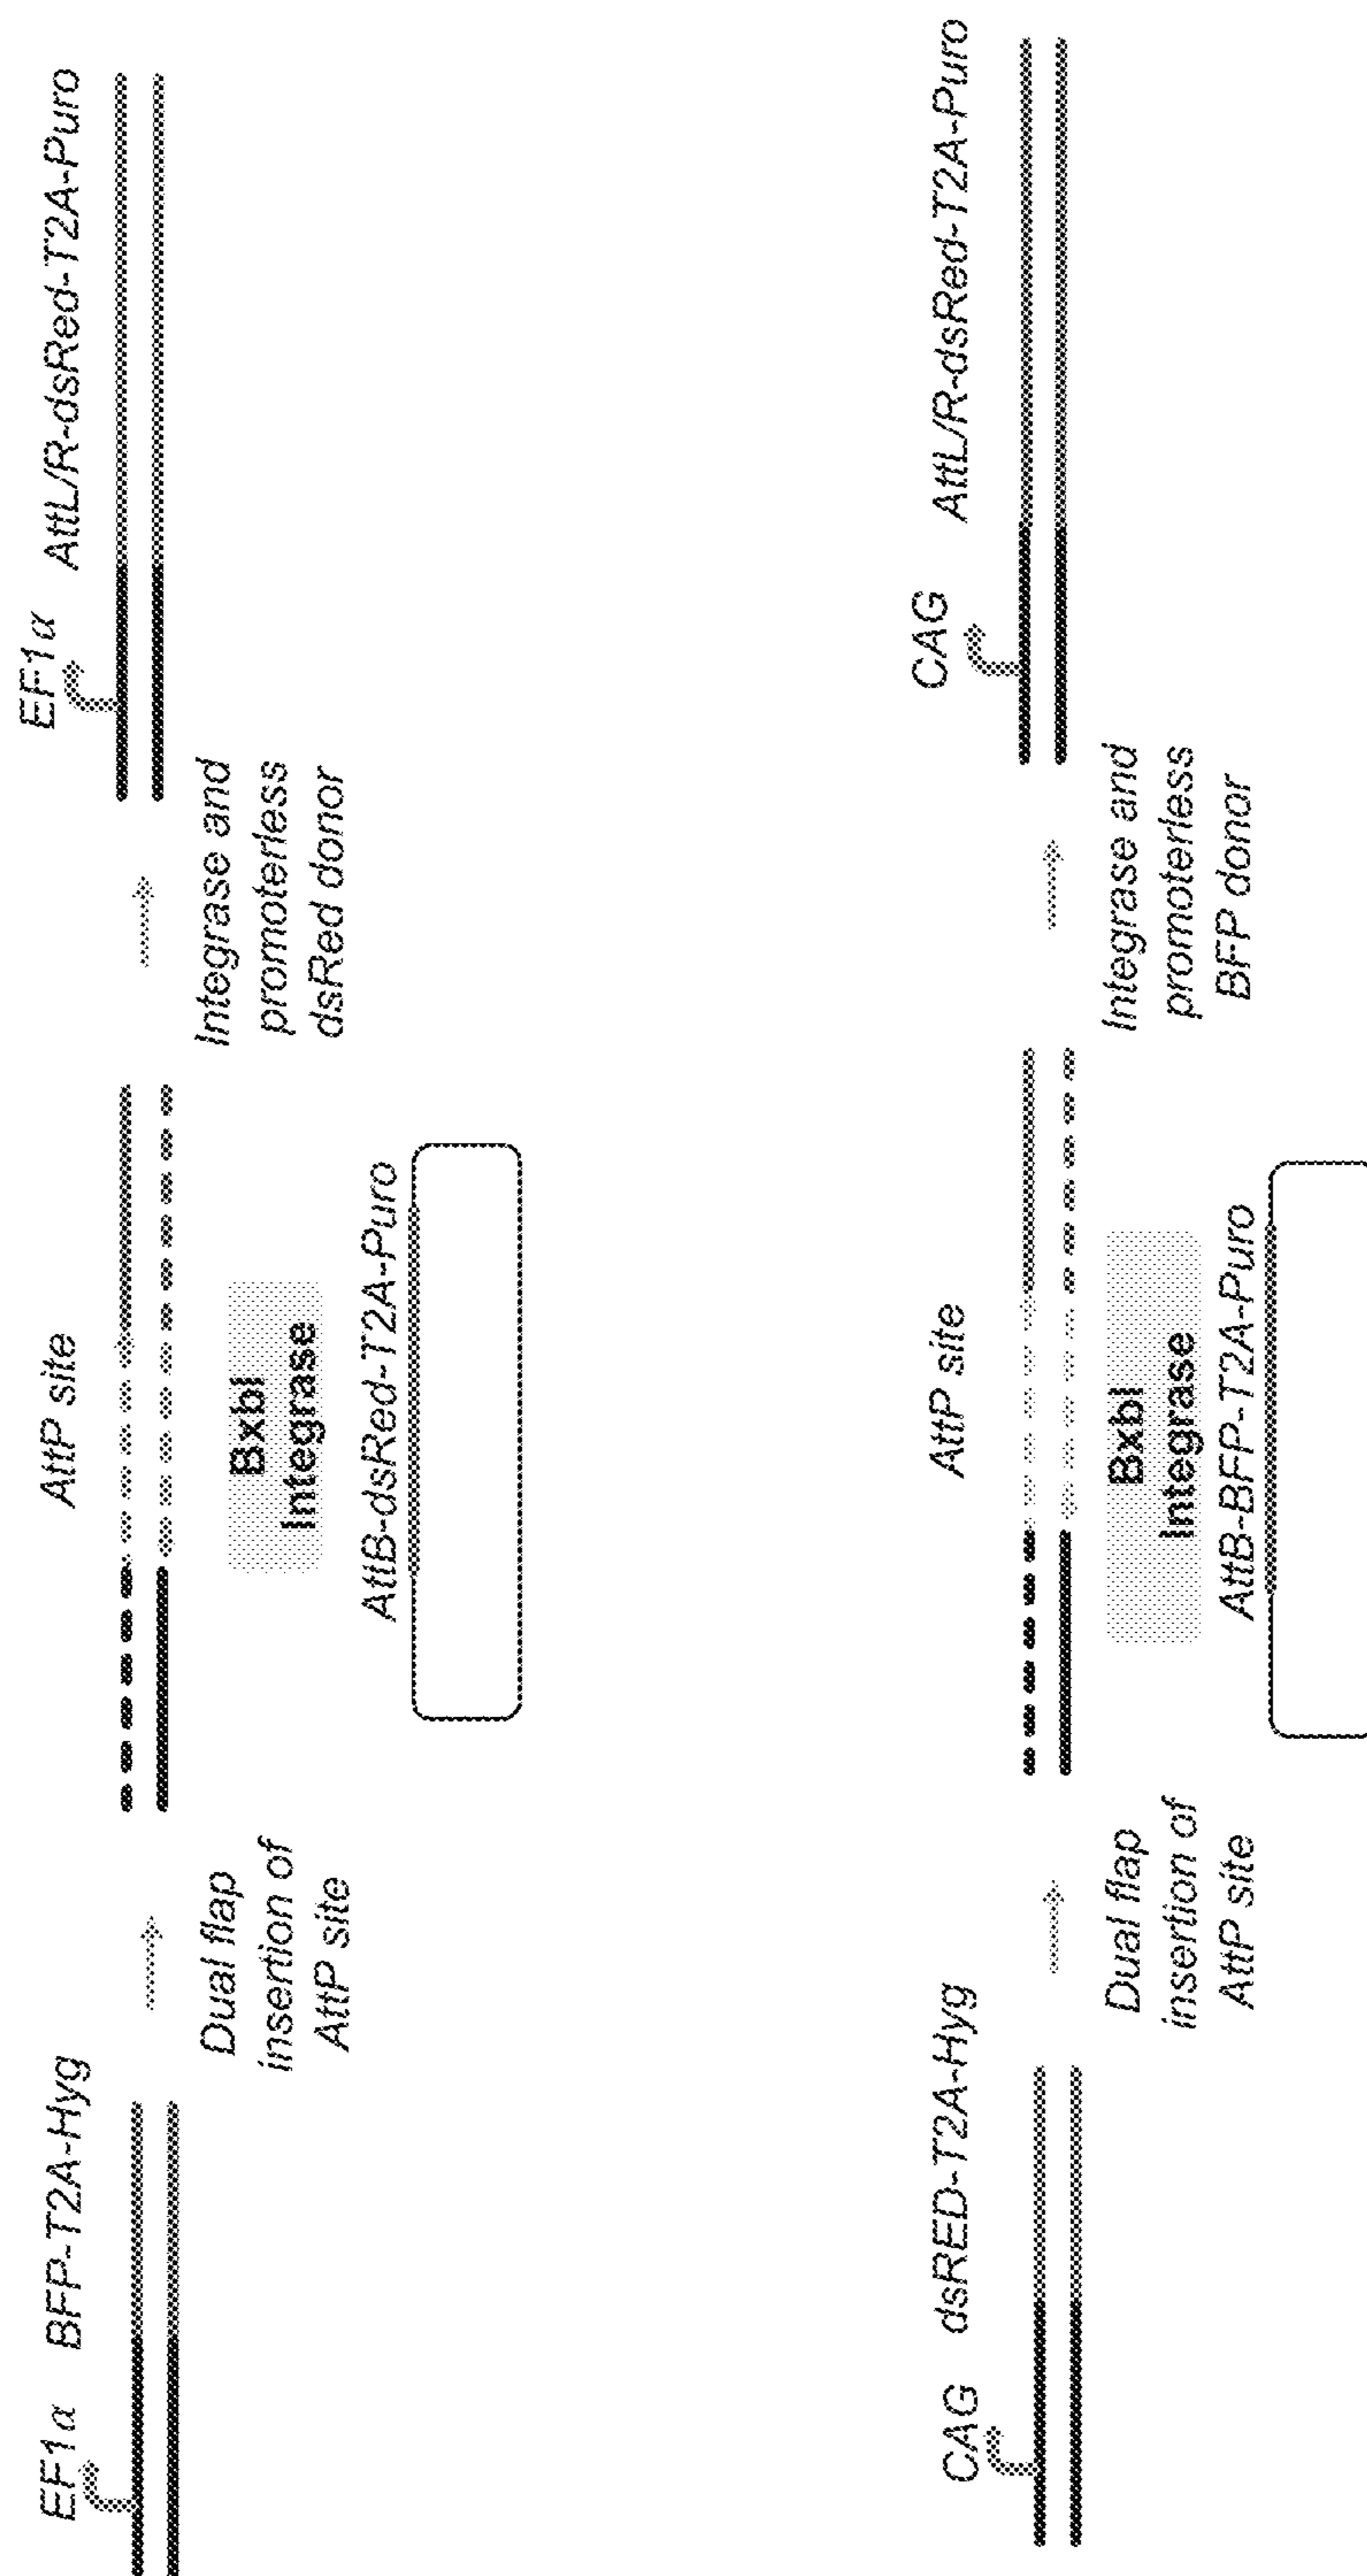 EF1α BFP-T2A-Hyg
Dual flap
insertion of
AttP site
AttP site
BxbI
Integrase
AttB-dsRed-T2A-Puro
Integrase and
promoterless
dsRed donor
EF1α
AttL/R-dsRed-T2A-Puro
CAG dsRED-T2A-Hyg
Dual flap
insertion of
AttP site
AttP site
BxbI
Integrase
AttB-BFP-T2A-Puro
Integrase and
promoterless
BFP donor
CAG
AttL/R-dsRed-T2A-Puro